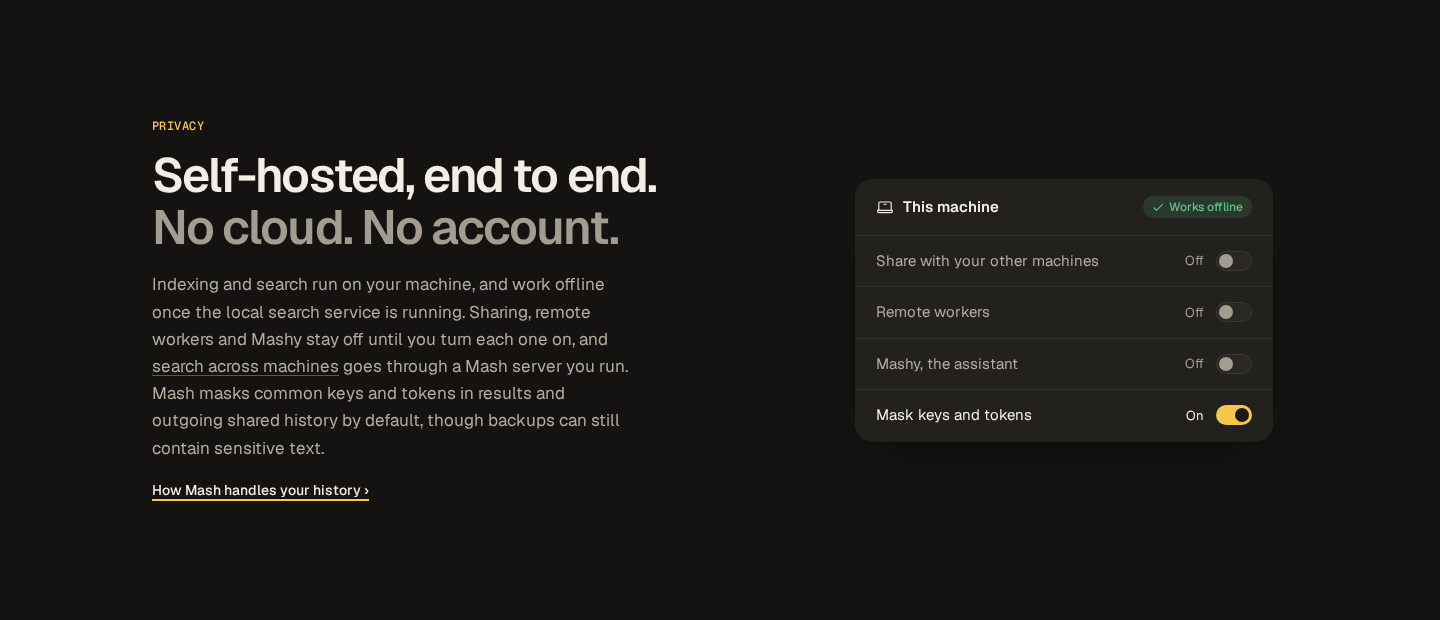 PRIVACY
Self-hosted, end to end.
No cloud. No account.
Indexing and search run on your machine, and work offline
once the local search service is running. Sharing, remote
workers and Mashy stay off until you turn each one on, and
search across machines goes through a Mash server you run.
Mash masks common keys and tokens in results and
outgoing shared history by default, though backups can still
contain sensitive text.
How Mash handles your history ›
This machine
Works offline
Share with your other machines Off
Remote workers Off
Mashy, the assistant Off
Mask keys and tokens On